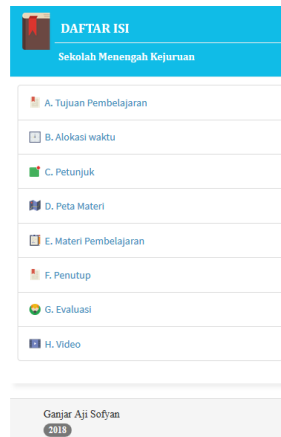 DAFTAR ISI
Sekolah Menengah Kejuruan
A. Tujuan Pembelajaran
B. Alokasi waktu
C. Petunjuk
D. Peta Materi
E. Materi Pembelajaran
F. Penutup
G. Evaluasi
H. Video
Ganjar Aji Sofyan
2018